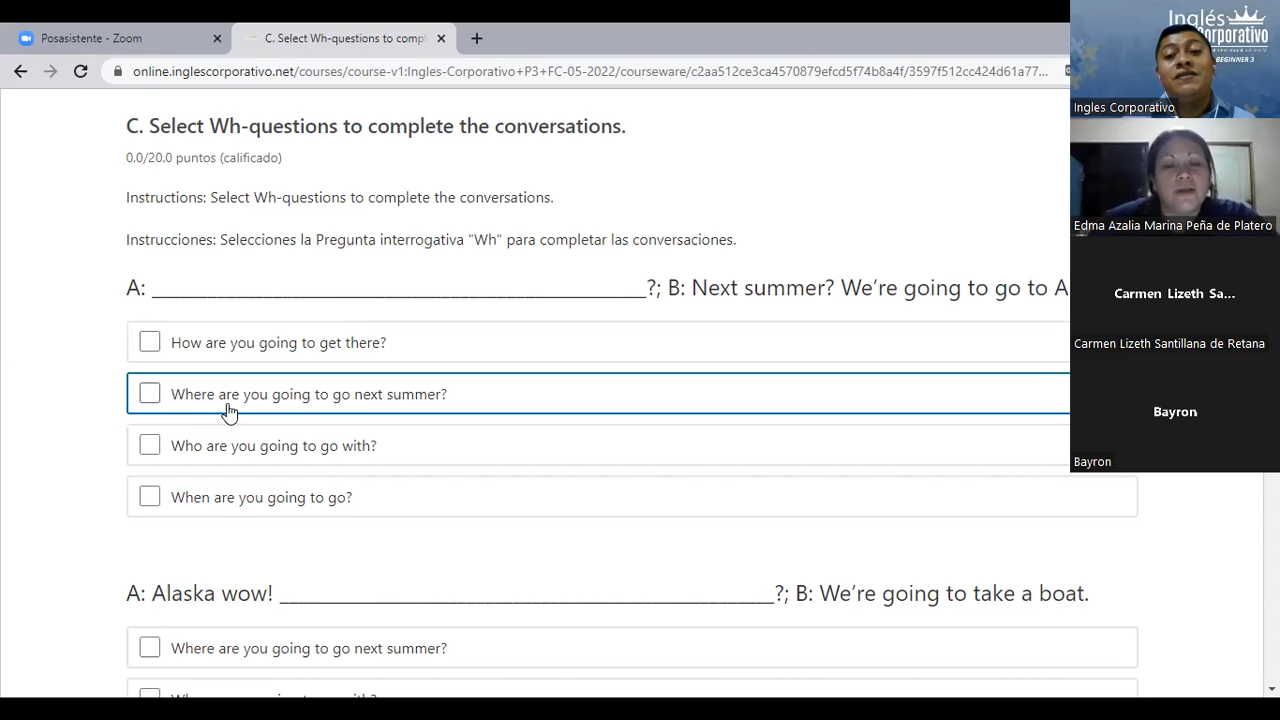 Posasistente - Zoom
C. Select Wh-questions to compl
online.inglescorporativo.net/courses/course-v1:Ingles-Corporativo+P3+FC-05-2022/courseware/c2aa512ce3ca4570879efcd5f74b8a4f/3597f512cc424d61a77...
C. Select Wh-questions to complete the conversations.
0.0/20.0 puntos (calificado)
Instructions: Select Wh-questions to complete the conversations.
Instrucciones: Selecciones la Pregunta interrogativa "Wh" para completar las conversaciones.
A: ______________________________________________?; B: Next summer? We’re going to go to A
How are you going to get there?
Where are you going to go next summer?
Who are you going to go with?
When are you going to go?
A: Alaska wow! ______________________________________________?; B: We’re going to take a boat.
Where are you going to go next summer?
Inglés
Corporativo
BEGINNER 3
Ingles Corporativo
Edma Azalia Marina Peña de Platero
Carmen Lizeth Sa...
Carmen Lizeth Santillana de Retana
Bayron
Bayron